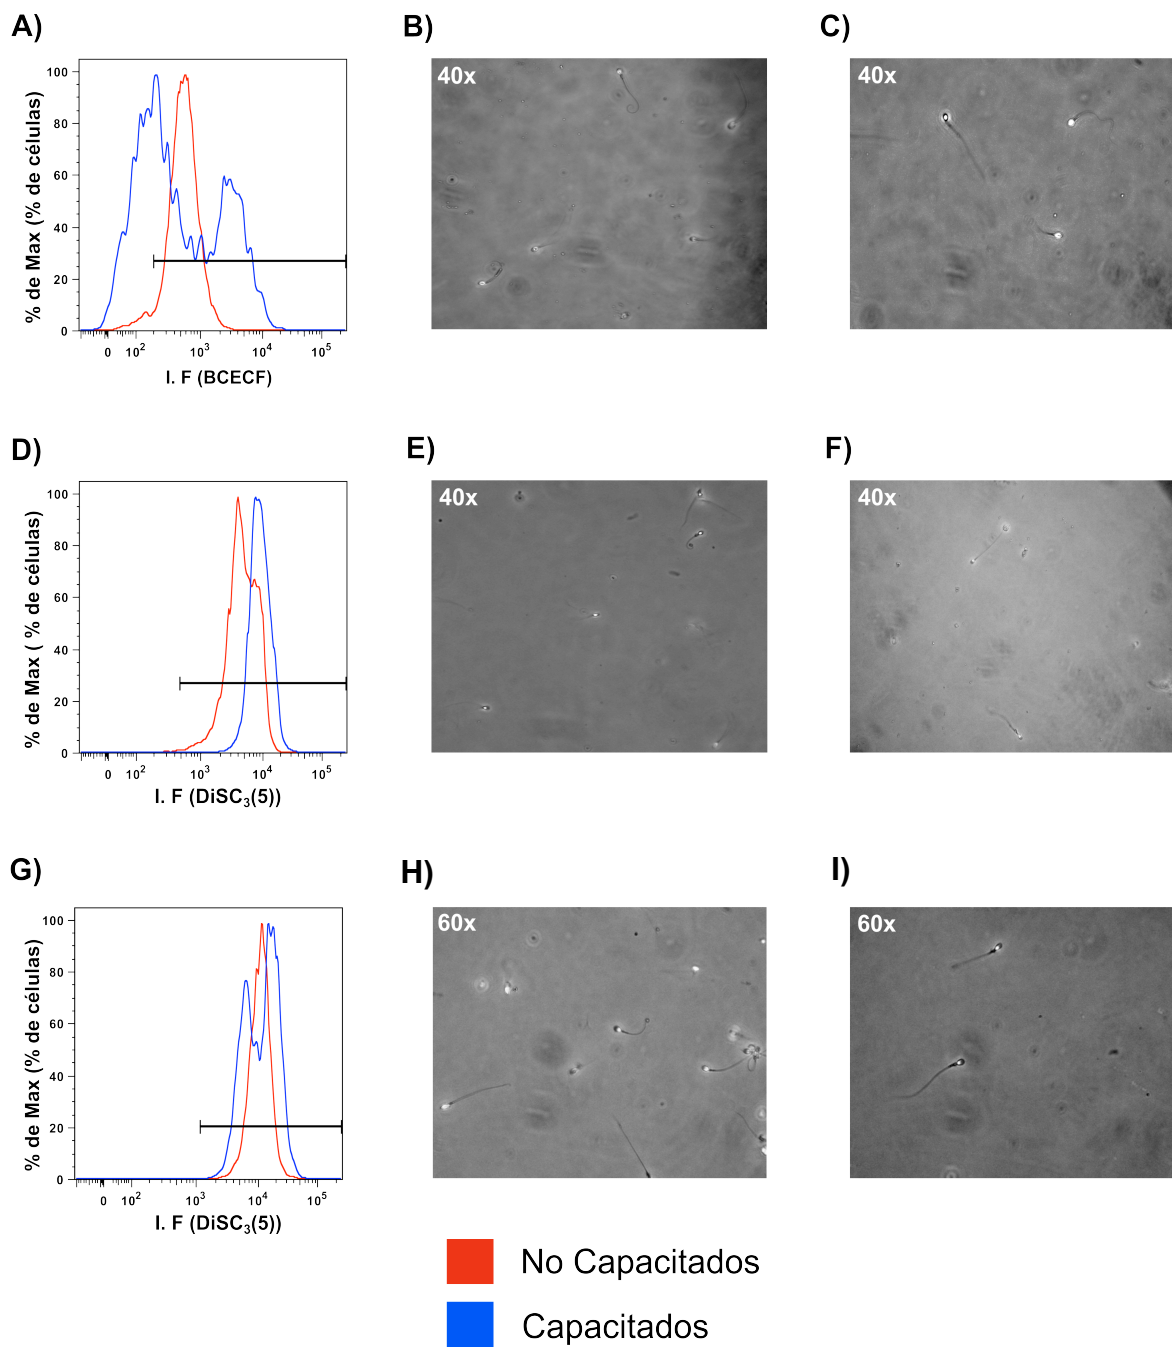 A)
B)
C)
% de Max (% de células)
100
80
60
40
20
0
0 10² 10³ 10⁴ 10⁵
I. F (BCECF)
40x
40x
D)
E)
F)
% de Max ( % de células)
100
80
60
40
20
0
0 10² 10³ 10⁴ 10⁵
I. F (DiSC₃(5))
40x
40x
G)
H)
I)
% de Max (% de células)
100
80
60
40
20
0
0 10² 10³ 10⁴ 10⁵
I. F (DiSC₃(5))
60x
60x
No Capacitados
Capacitados